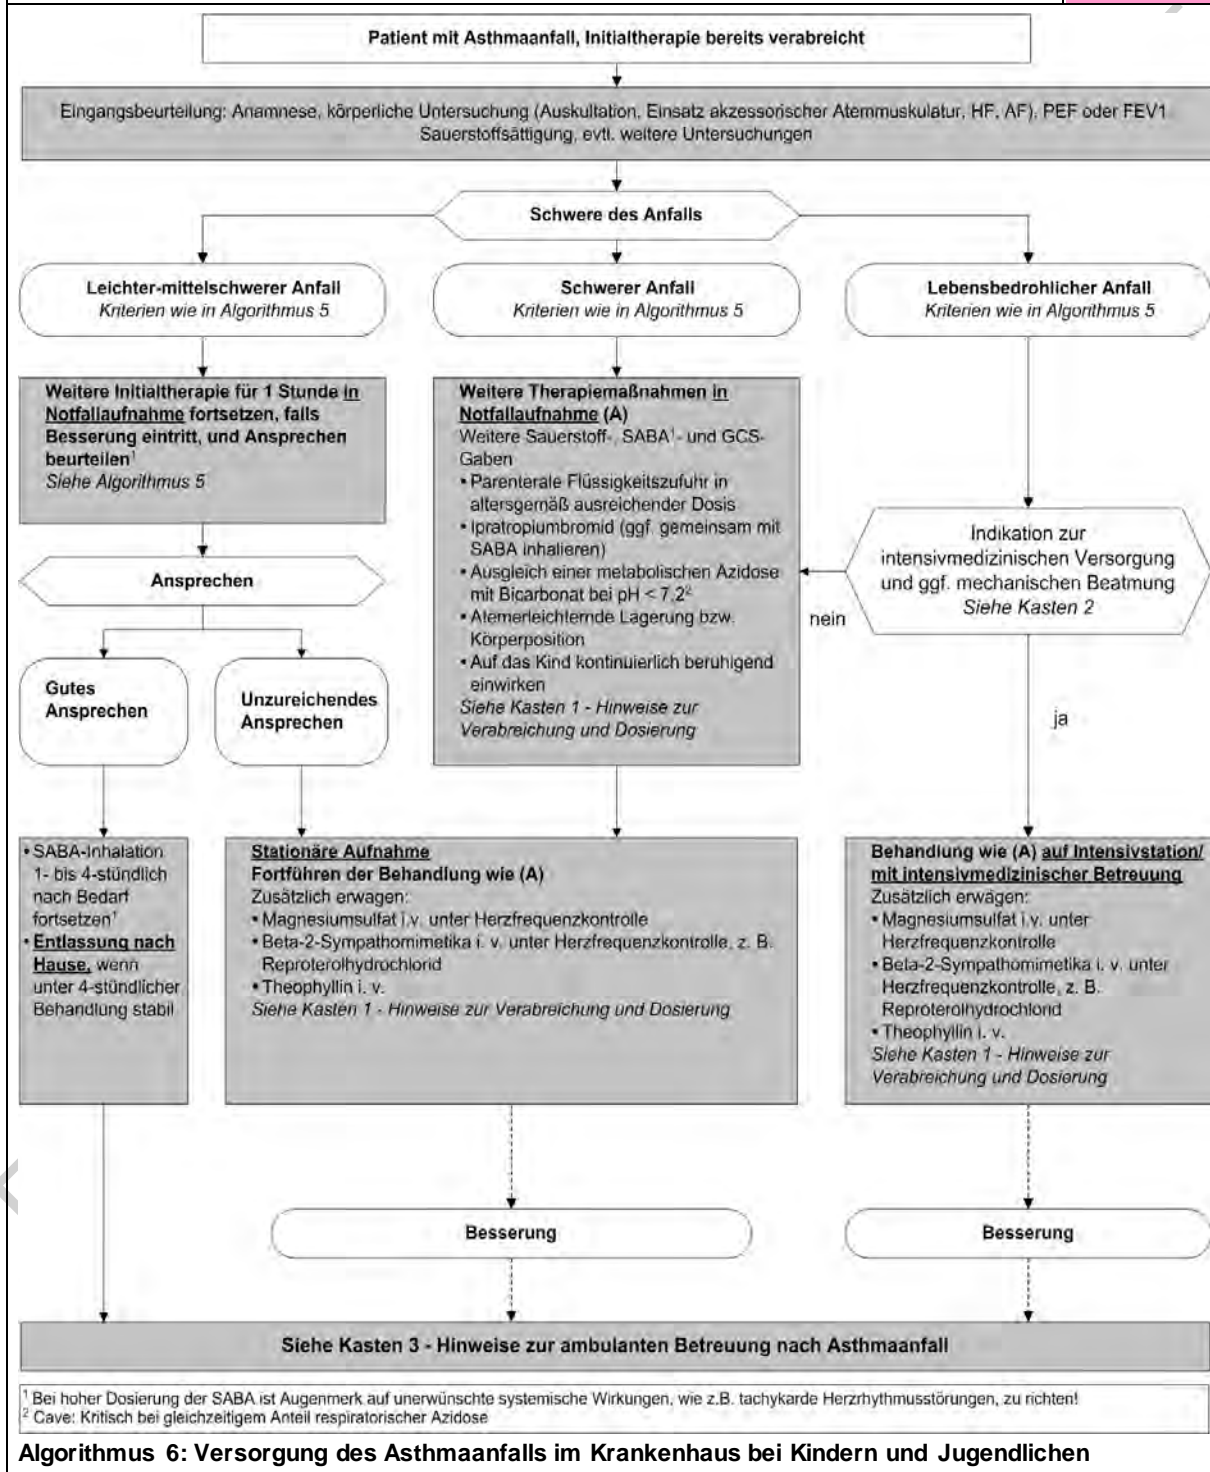 Patient mit Asthmaanfall, Initialtherapie bereits verabreicht
Eingangsbeurteilung: Anamnese, körperliche Untersuchung (Auskultation, Einsatz akzessorischer Atemmuskulatur, HF, AF), PEF oder FEV1
Sauerstoffsättigung, evtl. weitere Untersuchungen
Schwere des Anfalls
Leichter-mittelschwerer Anfall
Kriterien wie in Algorithmus 5
Schwerer Anfall
Kriterien wie in Algorithmus 5
Lebensbedrohlicher Anfall
Kriterien wie in Algorithmus 5
Weitere Initialtherapie für 1 Stunde in
Notfallaufnahme fortsetzen, falls
Besserung eintritt, und Ansprechen
beurteilen¹
Siehe Algorithmus 5
Weitere Therapiemaßnahmen in
Notfallaufnahme (A)
Weitere Sauerstoff-, SABA¹- und GCS-
Gaben
• Parenterale Flüssigkeitszufuhr in
altersgemäß ausreichender Dosis
• Ipratropiumbromid (ggf. gemeinsam mit
SABA inhalieren)
• Ausgleich einer metabolischen Azidose
mit Bicarbonat bei pH < 7,2²
• Atemerleichternde Lagerung bzw.
Körperposition
• Auf das Kind kontinuierlich beruhigend
einwirken
Siehe Kasten 1 - Hinweise zur
Verabreichung und Dosierung
Indikation zur
intensivmedizinischen Versorgung
und ggf. mechanischen Beatmung
Siehe Kasten 2
nein
ja
Ansprechen
Gutes
Ansprechen
Unzureichendes
Ansprechen
• SABA-Inhalation
1- bis 4-stündlich
nach Bedarf
fortsetzen¹
• Entlassung nach
Hause, wenn
unter 4-stündlicher
Behandlung stabil
Stationäre Aufnahme
Fortführen der Behandlung wie (A)
Zusätzlich erwägen:
• Magnesiumsulfat i.v. unter Herzfrequenzkontrolle
• Beta-2-Sympathomimetika i. v. unter Herzfrequenzkontrolle, z. B.
Reproterolhydrochlorid
• Theophyllin i. v.
Siehe Kasten 1 - Hinweise zur Verabreichung und Dosierung
Behandlung wie (A) auf Intensivstation/
mit intensivmedizinischer Betreuung
Zusätzlich erwägen:
• Magnesiumsulfat i.v. unter
Herzfrequenzkontrolle
• Beta-2-Sympathomimetika i. v. unter
Herzfrequenzkontrolle, z. B.
Reproterolhydrochlorid
• Theophyllin i. v.
Siehe Kasten 1 - Hinweise zur
Verabreichung und Dosierung
Besserung
Besserung
Siehe Kasten 3 - Hinweise zur ambulanten Betreuung nach Asthmaanfall
¹ Bei hoher Dosierung der SABA ist Augenmerk auf unerwünschte systemische Wirkungen, wie z.B. tachykarde Herzrhythmusstörungen, zu richten!
² Cave: Kritisch bei gleichzeitigem Anteil respiratorischer Azidose
Algorithmus 6: Versorgung des Asthmaanfalls im Krankenhaus bei Kindern und Jugendlichen